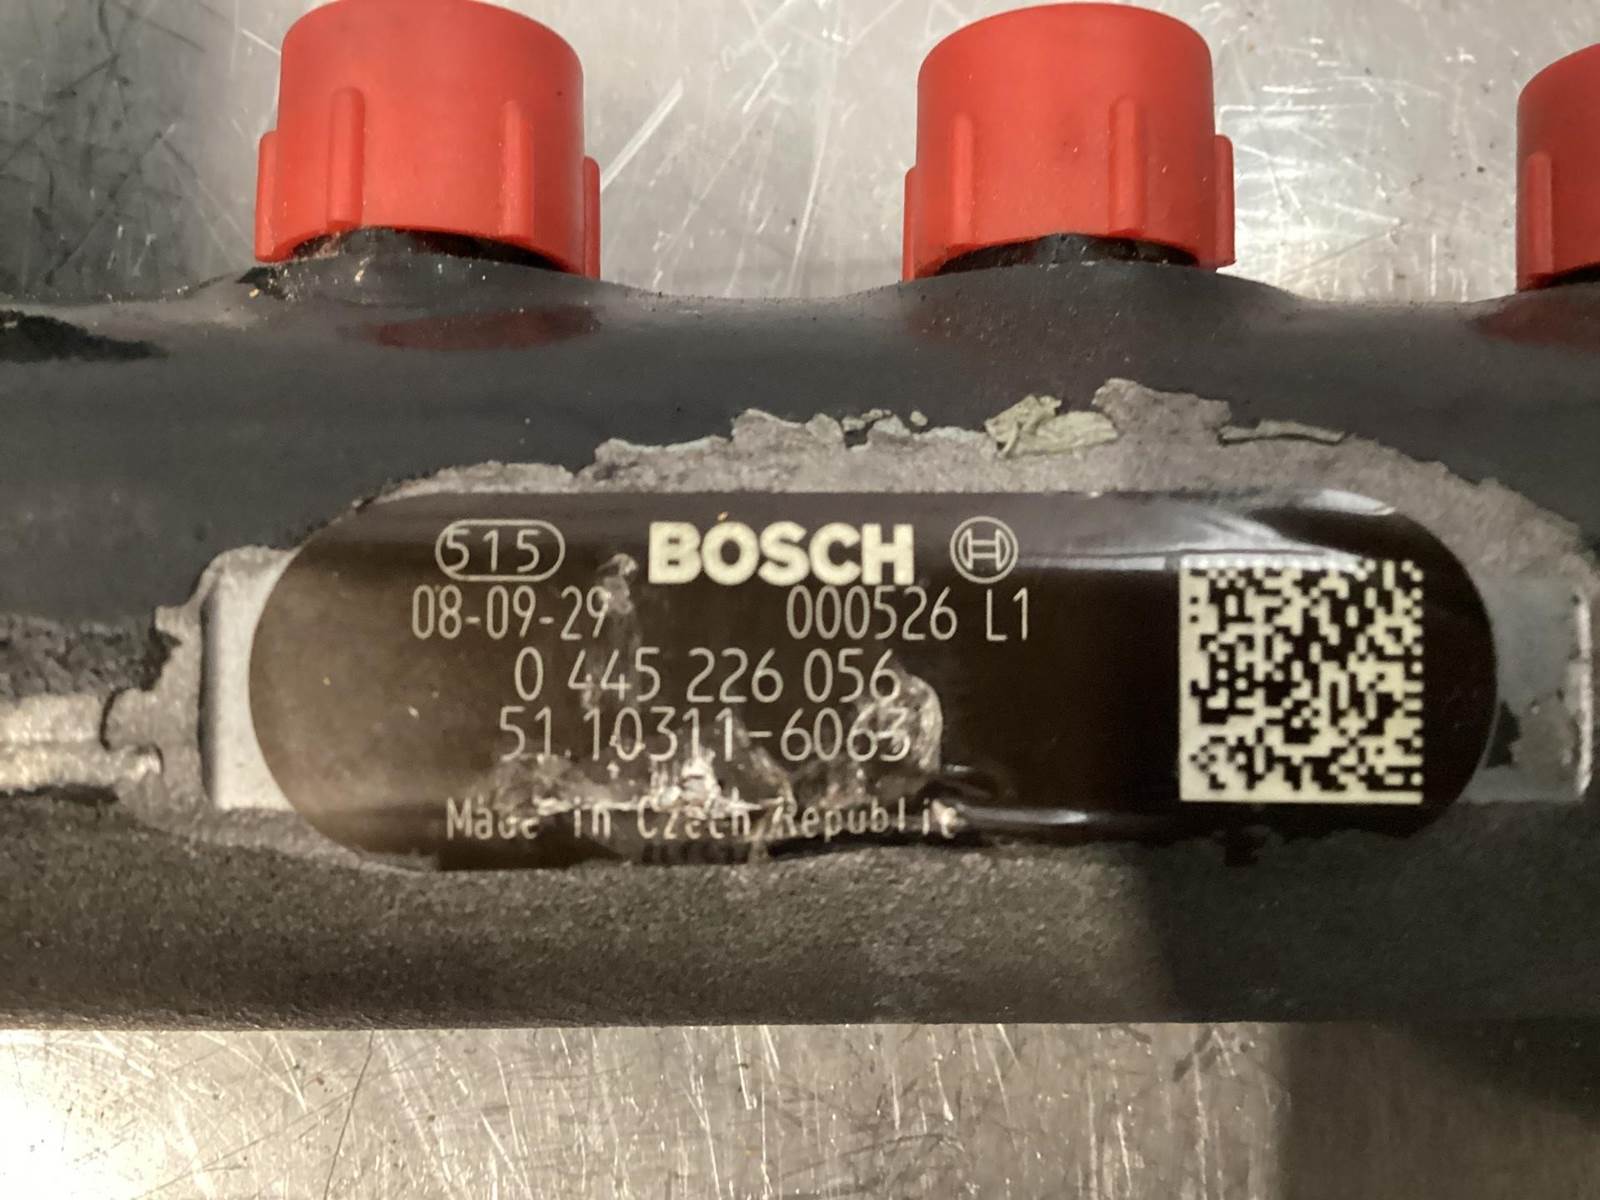 515 BOSCH
08-09-29 000526 L1
0 445 226 056
51.10311-6063
Made in Czech Republic